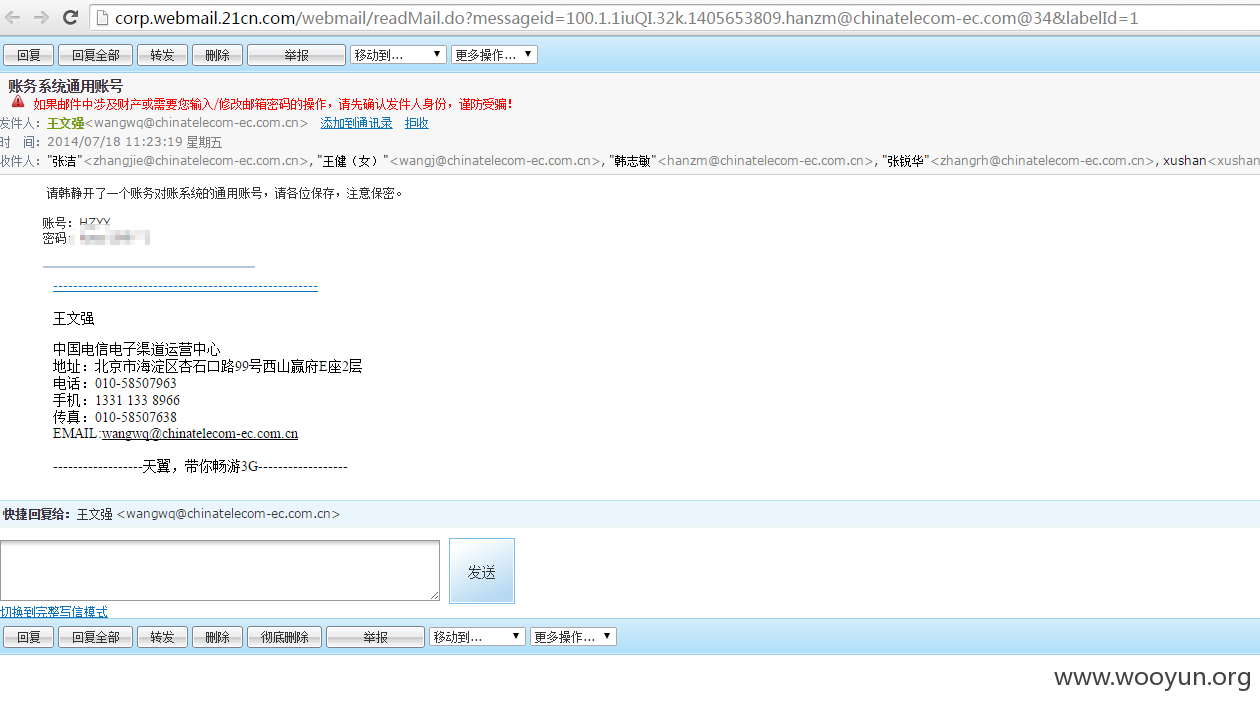 corp.webmail.21cn.com/webmail/readMail.do?messageid=100.1.1iuQI.32k.1405653809.hanzm@chinatelecom-ec.com@34&labelId=1
回复 回复全部 转发 删除 举报 移动到... 更多操作...
账务系统通用账号
如果邮件中涉及财产或需要您输入/修改邮箱密码的操作，请先确认发件人身份，谨防受骗！
发件人：王文强<wangwq@chinatelecom-ec.com.cn> 添加到通讯录 拒收
时 间：2014/07/18 11:23:19 星期五
收件人："张洁"<zhangjie@chinatelecom-ec.com.cn>, "王健（女）"<wangj@chinatelecom-ec.com.cn>, "韩志敏"<hanzm@chinatelecom-ec.com.cn>, "张锐华"<zhangrh@chinatelecom-ec.com.cn>, xushan<xushan
请韩静开了一个账务对账系统的通用账号，请各位保存，注意保密。
账号：HZYX
密码：
--------------------------------------------------
王文强
中国电信电子渠道运营中心
地址：北京市海淀区杏石口路99号西山赢府E座2层
电话：010-58507963
手机：1331 133 8966
传真：010-58507638
EMAIL:wangwq@chinatelecom-ec.com.cn
------------------天翼，带你畅游3G------------------
快捷回复给：王文强 <wangwq@chinatelecom-ec.com.cn>
发送
切换到完整写信模式
回复 回复全部 转发 删除 彻底删除 举报 移动到... 更多操作...
www.wooyun.org